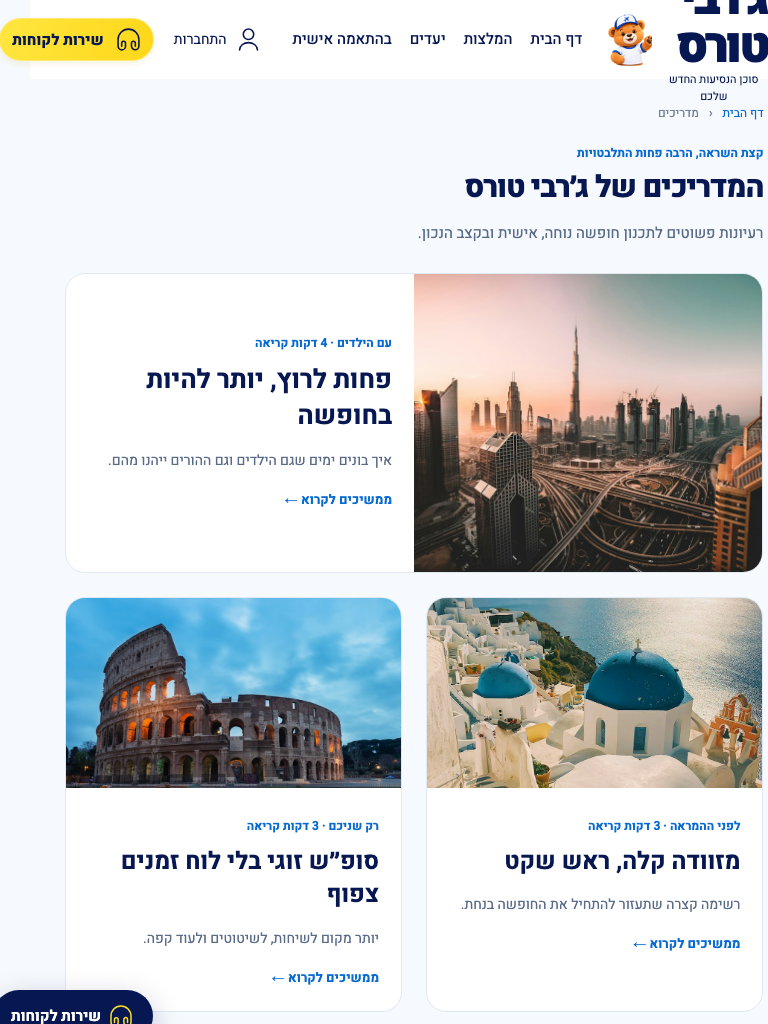 ג׳רבי
טורס
סוכן הנסיעות החדש
שלכם
דף הבית
המלצות
יעדים
בהתאמה אישית
התחברות
שירות לקוחות
דף הבית ‹ מדריכים
קצת השראה, הרבה פחות התלבטויות
המדריכים של ג׳רבי טורס
רעיונות פשוטים לתכנון חופשה נוחה, אישית ובקצב הנכון.
עם הילדים · 4 דקות קריאה
פחות לרוץ, יותר להיות
בחופשה
איך בונים ימים שגם הילדים וגם ההורים ייהנו מהם.
ממשיכים לקרוא ←
לפני ההמראה · 3 דקות קריאה
מזוודה קלה, ראש שקט
רשימה קצרה שתעזור להתחיל את החופשה בנחת.
ממשיכים לקרוא ←
רק שניכם · 3 דקות קריאה
סופ״ש זוגי בלי לוח זמנים
צפוף
יותר מקום לשיחות, לשיטוטים ולעוד קפה.
ממשיכים לקרוא ←
שירות לקוחות